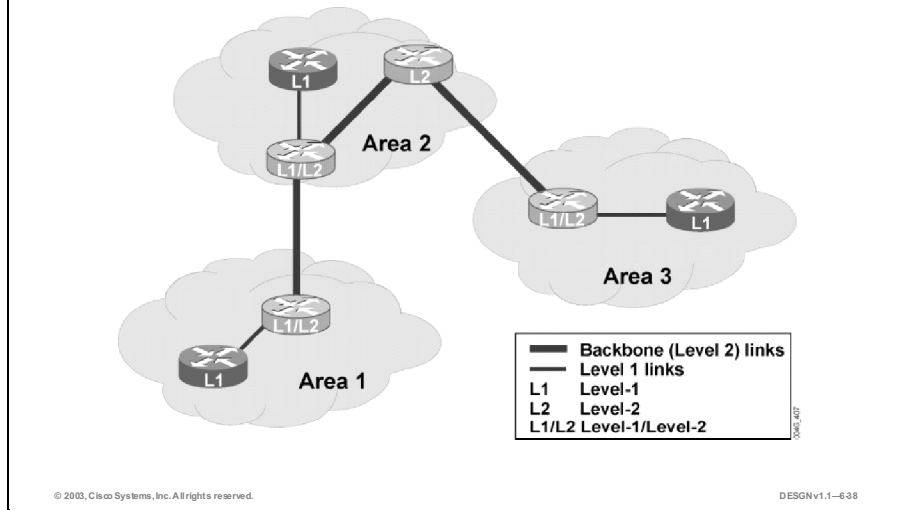 L1
L2
Area 2
L1/L2
L1/L2
L1
Area 3
L1/L2
L1
Area 1
Backbone (Level 2) links
Level 1 links
L1 Level-1
L2 Level-2
L1/L2 Level-1/Level-2
004G_407
© 2003, Cisco Systems, Inc. All rights reserved.
DESGN v1.1—6-38